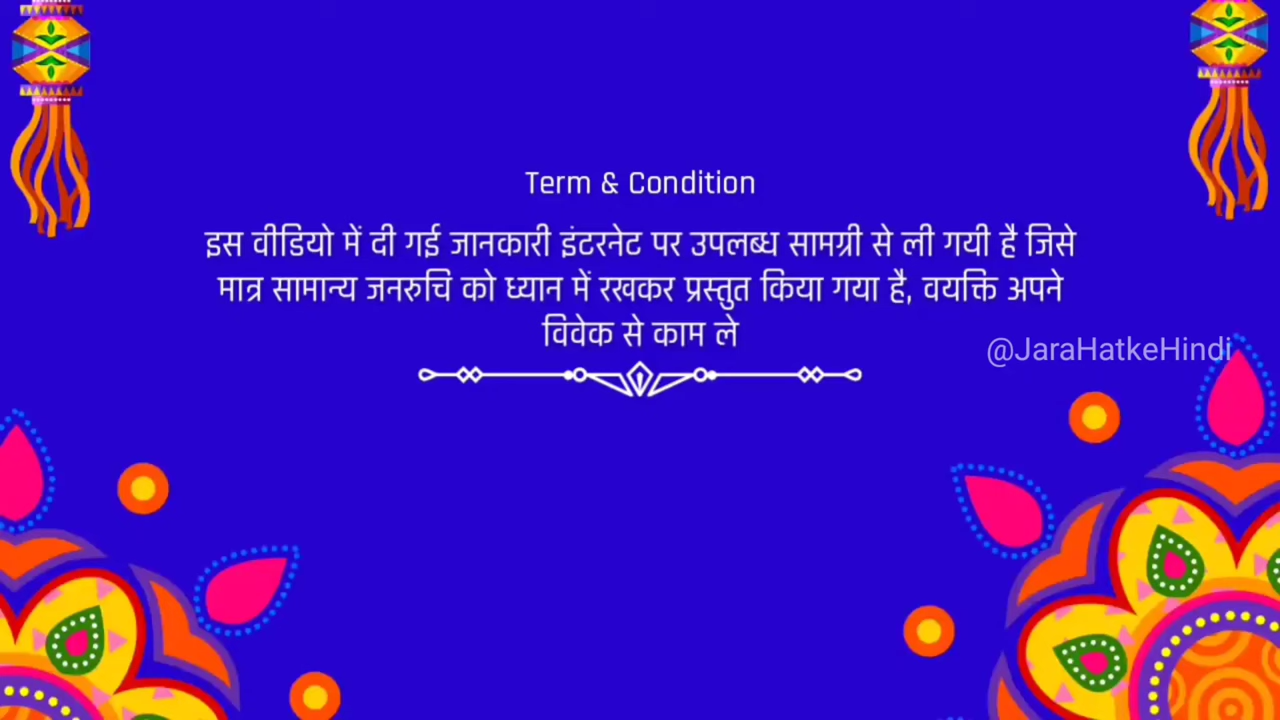 Term & Condition
इस वीडियो में दी गई जानकारी इंटरनेट पर उपलब्ध सामग्री से ली गयी है जिसे
मात्र सामान्य जनरुचि को ध्यान में रखकर प्रस्तुत किया गया है, वयक्ति अपने
विवेक से काम ले
@JaraHatkeHindi